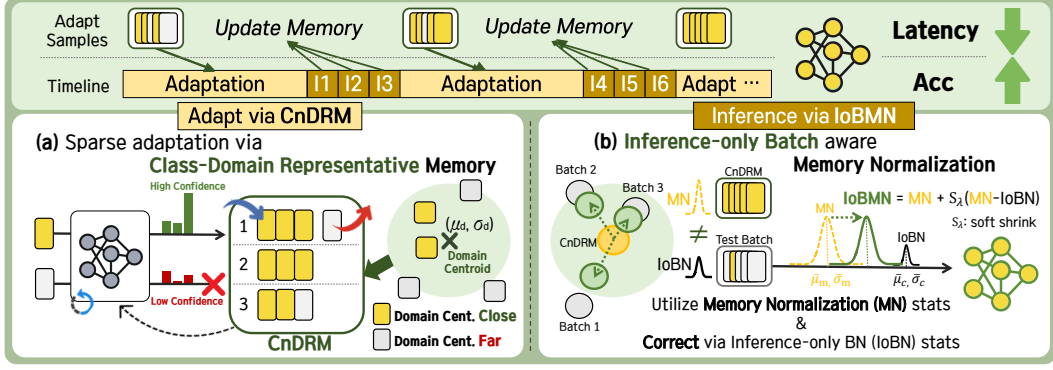 Adapt
Samples
Update Memory
Update Memory
Latency
Timeline
Adaptation
I1
I2
I3
Adaptation
I4
I5
I6
Adapt ...
Acc
Adapt via CnDRM
Inference via IoBMN
(a) Sparse adaptation via
Class-Domain Representative Memory
High Confidence
Low Confidence
1
2
3
CnDRM
(μd, σd)
Domain
Centroid
Domain Cent. Close
Domain Cent. Far
(b) Inference-only Batch aware
Memory Normalization
Batch 2
Batch 3
CnDRM
Batch 1
MN
CnDRM
≠
Test Batch
IoBN
IoBMN = MN + Sλ(MN-IoBN)
Sλ: soft shrink
MN
IoBN
μ̄m, σ̄m
μ̄c, σ̄c
Utilize Memory Normalization (MN) stats
&
Correct via Inference-only BN (IoBN) stats